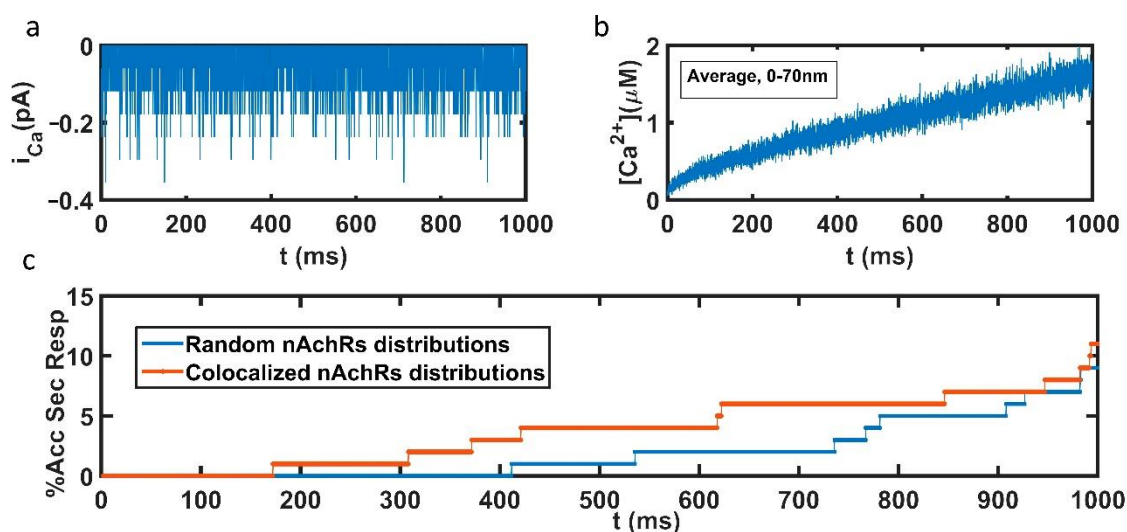 a
0
-0.2
-0.4
i_Ca(pA)
0 200 400 600 800 1000
t (ms)
b
2
1
0
[Ca²⁺](μM)
Average, 0-70nm
0 200 400 600 800 1000
t (ms)
c
15
10
5
0
%Acc Sec Resp
Random nAchRs distributions
Colocalized nAchRs distributions
0 100 200 300 400 500 600 700 800 900 1000
t (ms)